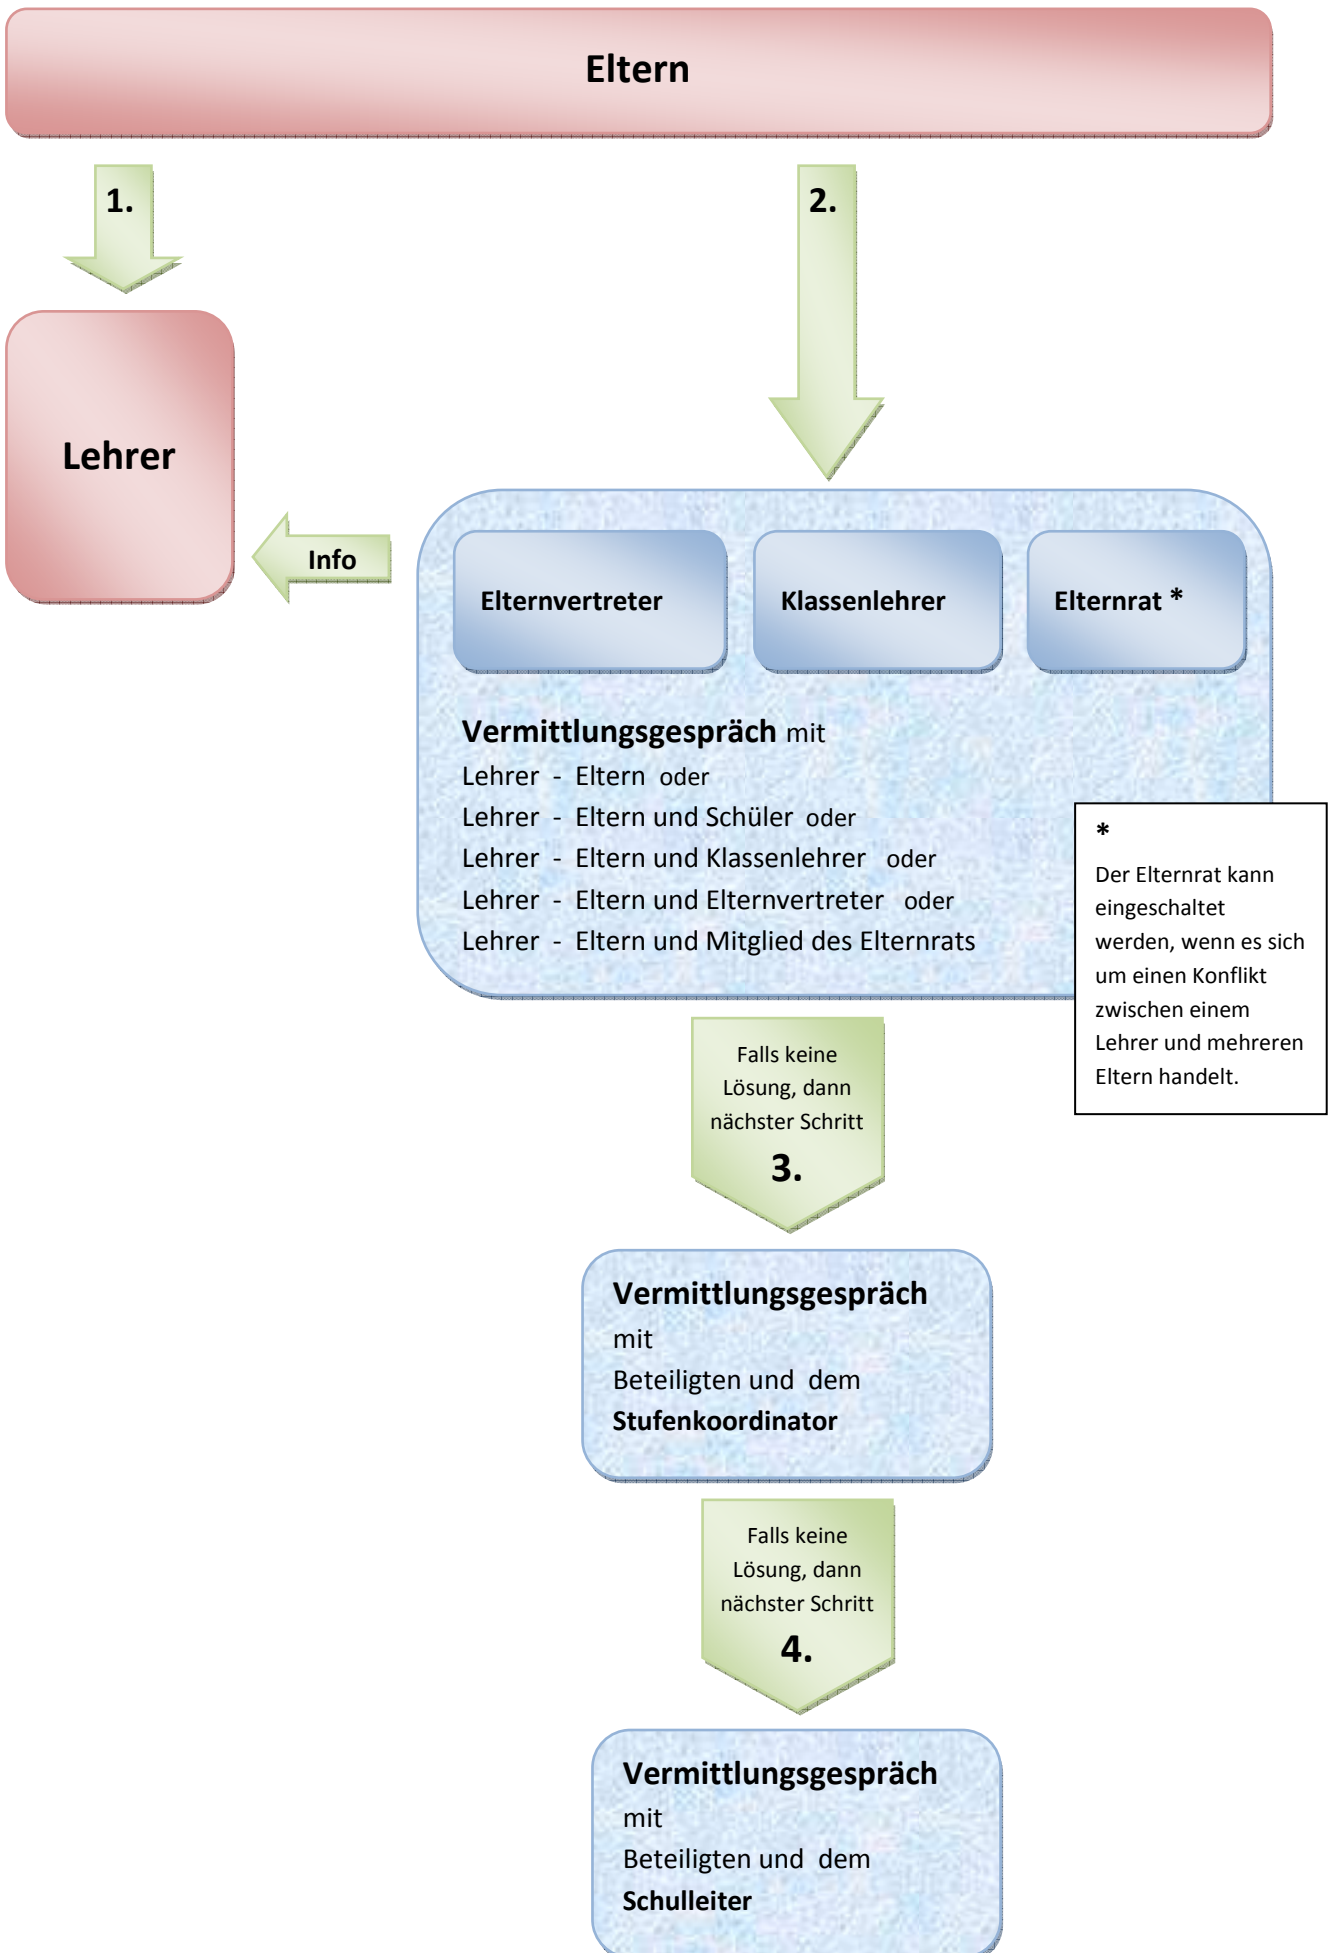 Eltern
1.
2.
Lehrer
Info
Elternvertreter
Klassenlehrer
Elternrat *
Vermittlungsgespräch mit
Lehrer - Eltern oder
Lehrer - Eltern und Schüler oder
Lehrer - Eltern und Klassenlehrer oder
Lehrer - Eltern und Elternvertreter oder
Lehrer - Eltern und Mitglied des Elternrats
*
Der Elternrat kann
eingeschaltet
werden, wenn es sich
um einen Konflikt
zwischen einem
Lehrer und mehreren
Eltern handelt.
Falls keine
Lösung, dann
nächster Schritt
3.
Vermittlungsgespräch
mit
Beteiligten und dem
Stufenkoordinator
Falls keine
Lösung, dann
nächster Schritt
4.
Vermittlungsgespräch
mit
Beteiligten und dem
Schulleiter